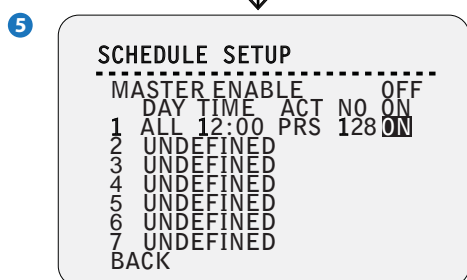 5
SCHEDULE SETUP
MASTER ENABLE OFF
DAY TIME ACT NO ON
1 ALL 12:00 PRS 128 ON
2 UNDEFINED
3 UNDEFINED
4 UNDEFINED
5 UNDEFINED
6 UNDEFINED
7 UNDEFINED
BACK